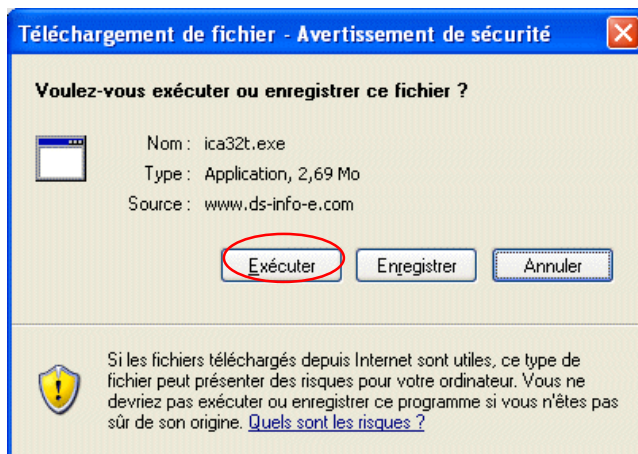 Téléchargement de fichier - Avertissement de sécurité
Voulez-vous exécuter ou enregistrer ce fichier ?
Nom : ica32t.exe
Type : Application, 2,69 Mo
Source : www.ds-info-e.com
Exécuter Enregistrer Annuler
Si les fichiers téléchargés depuis Internet sont utiles, ce type de
fichier peut présenter des risques pour votre ordinateur. Vous ne
devriez pas exécuter ou enregistrer ce programme si vous n'êtes pas
sûr de son origine. Quels sont les risques ?